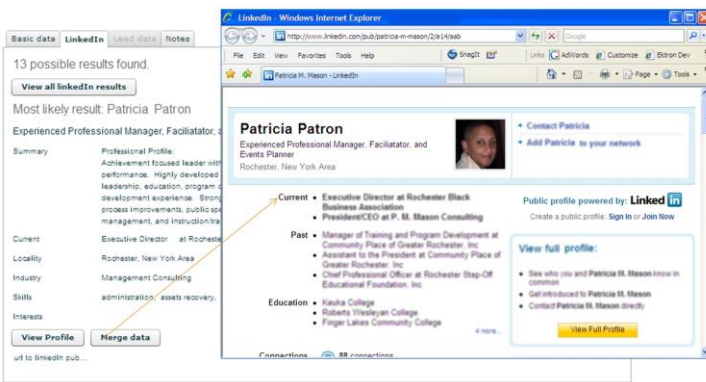 Basic data LinkedIn Lead data Notes
13 possible results found.
View all linkedIn results
Most likely result: Patricia Patron
Experienced Professional Manager, Faciliatator, a
Summary Professional Profile:
Achievement focused leader with
performance. Highly developed
leadership, education, program d
development experience. Strong
process improvements, public spe
management, and instruction/tra
Current Executive Director at Rocheste
Locality Rochester, New York Area
Industry Management Consulting
Skills administration, assets recovery,
Interests
View Profile Merge data
url to linkedin pub...
LinkedIn - Windows Internet Explorer
http://www.linkedin.com/pub/patricia-m-mason/2/a14/aab
Google
File Edit View Favorites Tools Help
SnagIt
Links AdWords Customize Ektron Dev
Patricia M. Mason - LinkedIn
Page Tools
Patricia Patron
Experienced Professional Manager, Faciliatator, and
Events Planner
Rochester, New York Area
Contact Patricia
Add Patricia to your network
Current • Executive Director at Rochester Black
Business Association
• President/CEO at P. M. Mason Consulting
Past • Manager of Training and Program Development at
Community Place of Greater Rochester, Inc
• Assistant to the President at Community Place of
Greater Rochester, Inc
• Chief Professional Officer at Rochester Step-Off
Educational Foundation, Inc
Education • Keuka College
• Roberts Wesleyan College
• Finger Lakes Community College
4 more...
Connections 88 connections
Public profile powered by: Linked in
Create a public profile: Sign In or Join Now
View full profile:
• See who you and Patricia M. Mason know in
common
• Get introduced to Patricia M. Mason
• Contact Patricia M. Mason directly
View Full Profile